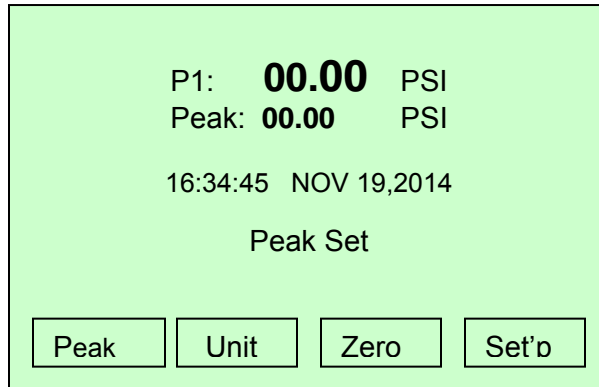 P1: 00.00 PSI
Peak: 00.00 PSI
16:34:45 NOV 19,2014
Peak Set
Peak Unit Zero Set'p